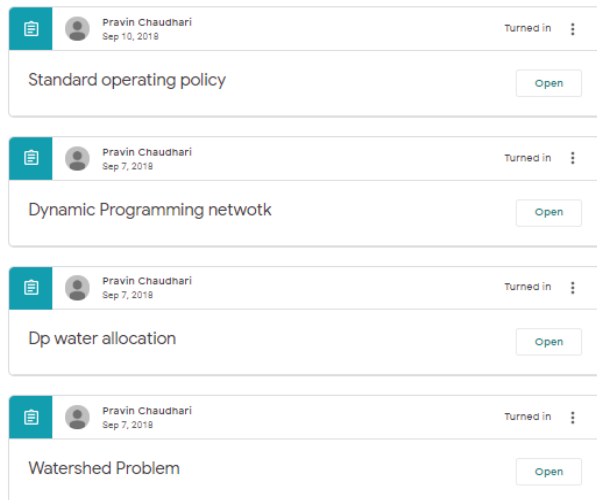 Pravin Chaudhari
Sep 10, 2018
Turned in
Standard operating policy
Open
Pravin Chaudhari
Sep 7, 2018
Turned in
Dynamic Programming netwotk
Open
Pravin Chaudhari
Sep 7, 2018
Turned in
Dp water allocation
Open
Pravin Chaudhari
Sep 7, 2018
Turned in
Watershed Problem
Open